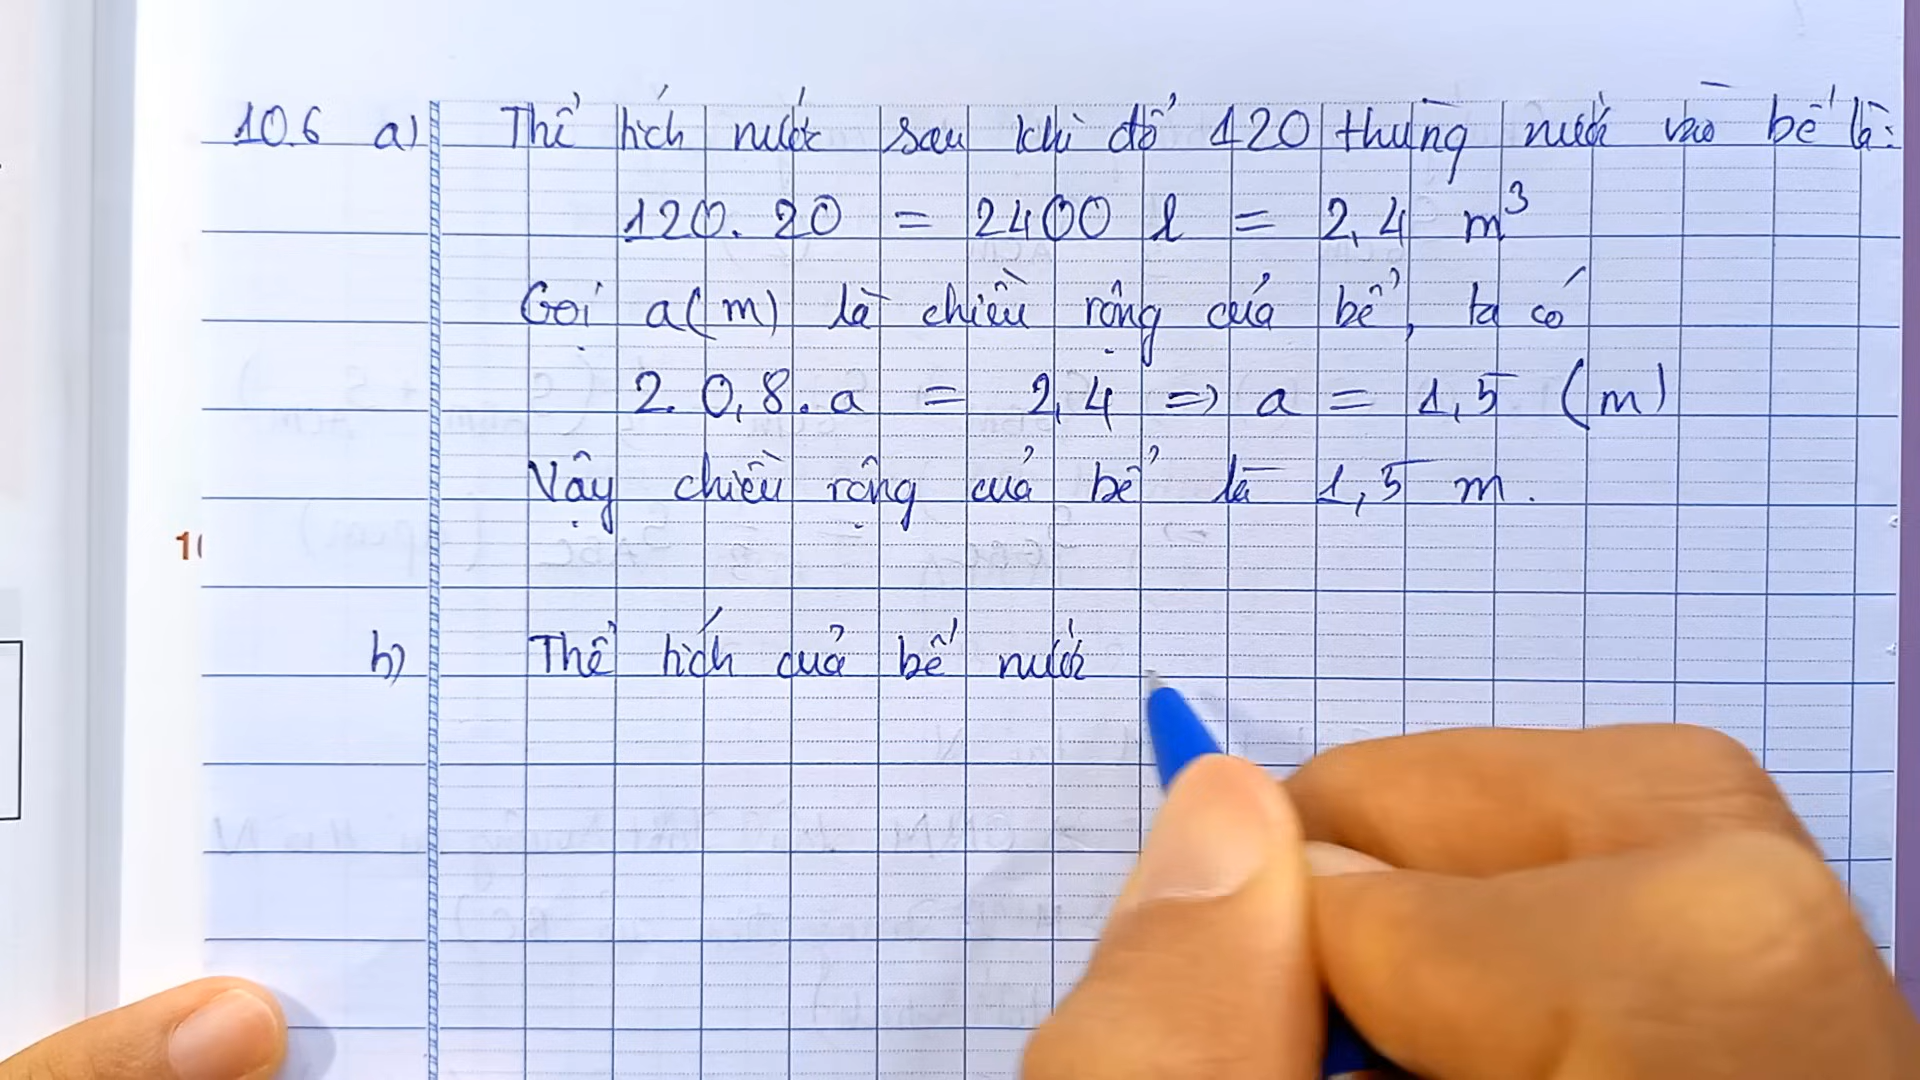 10.6 a) Thể tích nước sau khi đổ 120 thùng nước vào bể là:
120. 20 = 2400 l = 2,4 m³
Gọi a(m) là chiều rộng của bể, ta có
2. 0,8. a = 2,4 => a = 1,5 (m)
Vậy chiều rộng của bể là 1,5 m.
b) Thể tích của bể nước